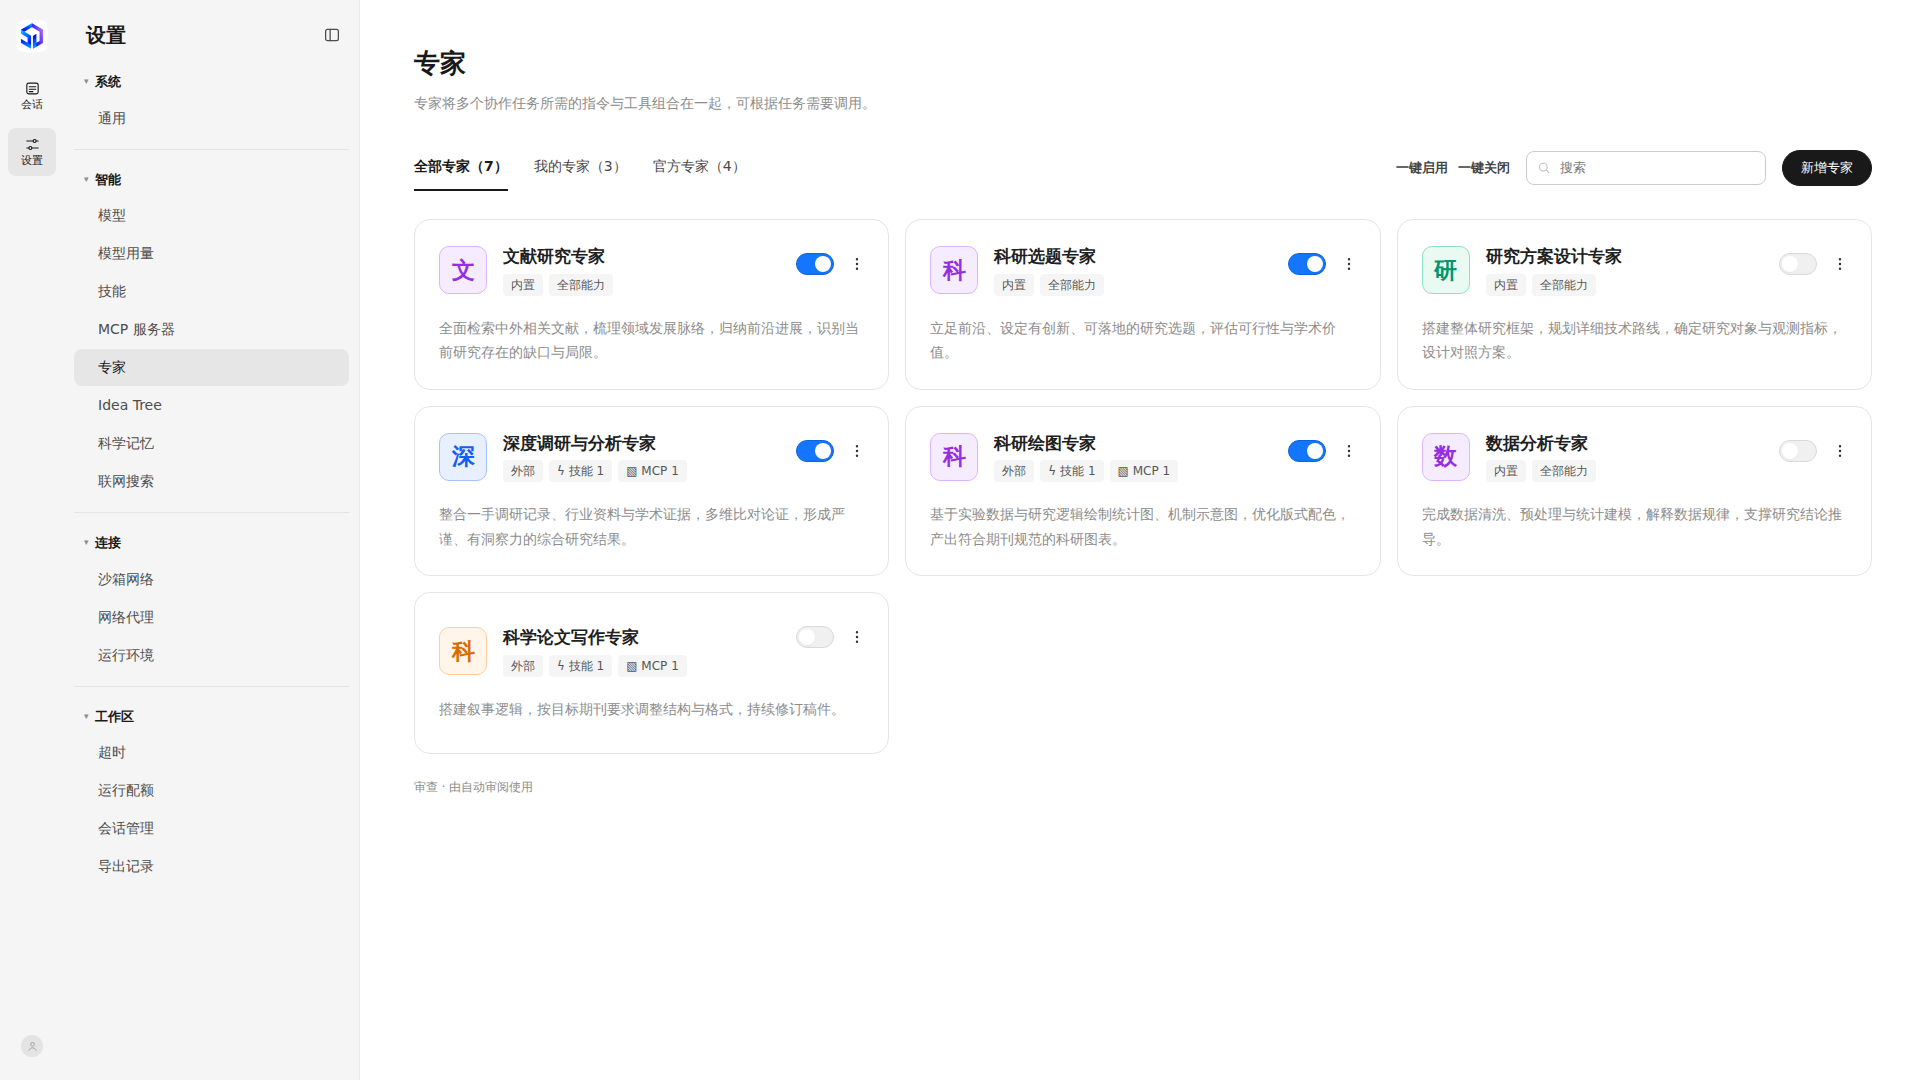 设置
会话
设置
系统
通用
智能
模型
模型用量
技能
MCP 服务器
专家
Idea Tree
科学记忆
联网搜索
连接
沙箱网络
网络代理
运行环境
工作区
超时
运行配额
会话管理
导出记录
专家
专家将多个协作任务所需的指令与工具组合在一起，可根据任务需要调用。
全部专家（7） 我的专家（3） 官方专家（4） 一键启用 一键关闭 搜索 新增专家
文 文献研究专家
内置 全部能力
全面检索中外相关文献，梳理领域发展脉络，归纳前沿进展，识别当
前研究存在的缺口与局限。
科 科研选题专家
内置 全部能力
立足前沿、设定有创新、可落地的研究选题，评估可行性与学术价
值。
研 研究方案设计专家
内置 全部能力
搭建整体研究框架，规划详细技术路线，确定研究对象与观测指标，
设计对照方案。
深 深度调研与分析专家
外部 ϟ 技能 1 ▧ MCP 1
整合一手调研记录、行业资料与学术证据，多维比对论证，形成严
谨、有洞察力的综合研究结果。
科 科研绘图专家
外部 ϟ 技能 1 ▧ MCP 1
基于实验数据与研究逻辑绘制统计图、机制示意图，优化版式配色，
产出符合期刊规范的科研图表。
数 数据分析专家
内置 全部能力
完成数据清洗、预处理与统计建模，解释数据规律，支撑研究结论推
导。
科 科学论文写作专家
外部 ϟ 技能 1 ▧ MCP 1
搭建叙事逻辑，按目标期刊要求调整结构与格式，持续修订稿件。
审查 · 由自动审阅使用